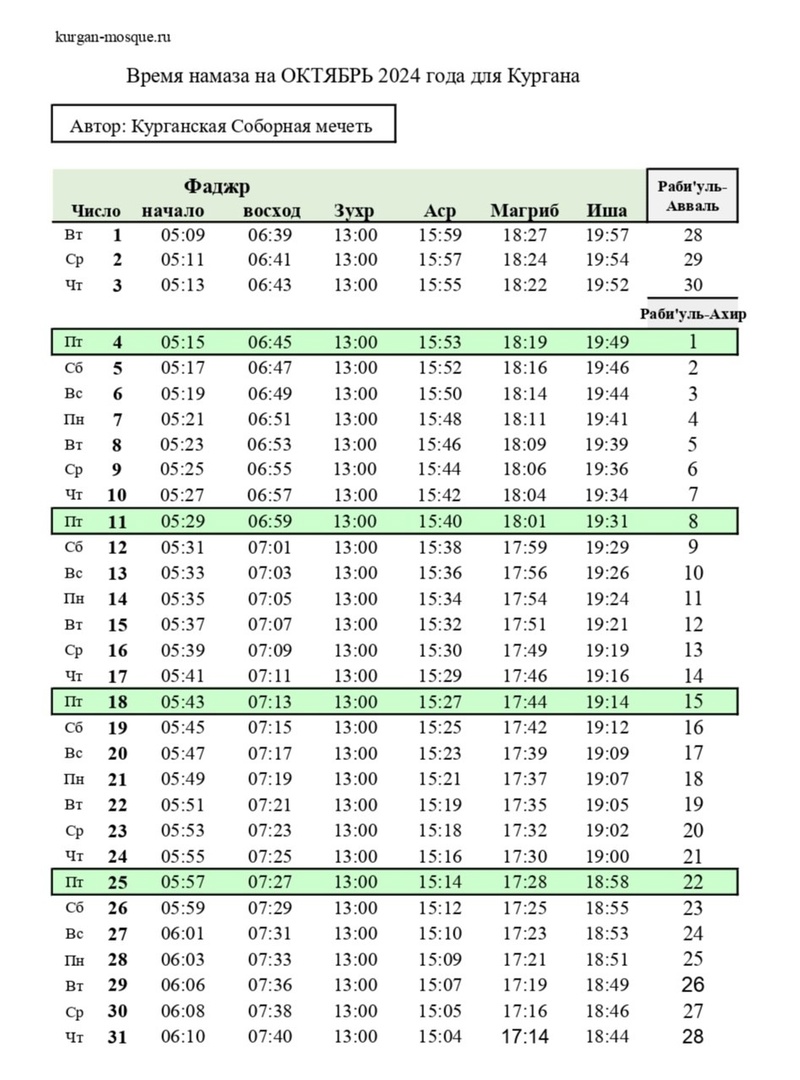 kurgan-mosque.ru
Время намаза на ОКТЯБРЬ 2024 года для Кургана
Автор: Курганская Соборная мечеть
Фаджр Раби'уль-Авваль
Число начало восход Зухр Аср Магриб Иша
Вт 1 05:09 06:39 13:00 15:59 18:27 19:57 28
Ср 2 05:11 06:41 13:00 15:57 18:24 19:54 29
Чт 3 05:13 06:43 13:00 15:55 18:22 19:52 30
Раби'уль-Ахир
Пт 4 05:15 06:45 13:00 15:53 18:19 19:49 1
Сб 5 05:17 06:47 13:00 15:52 18:16 19:46 2
Вс 6 05:19 06:49 13:00 15:50 18:14 19:44 3
Пн 7 05:21 06:51 13:00 15:48 18:11 19:41 4
Вт 8 05:23 06:53 13:00 15:46 18:09 19:39 5
Ср 9 05:25 06:55 13:00 15:44 18:06 19:36 6
Чт 10 05:27 06:57 13:00 15:42 18:04 19:34 7
Пт 11 05:29 06:59 13:00 15:40 18:01 19:31 8
Сб 12 05:31 07:01 13:00 15:38 17:59 19:29 9
Вс 13 05:33 07:03 13:00 15:36 17:56 19:26 10
Пн 14 05:35 07:05 13:00 15:34 17:54 19:24 11
Вт 15 05:37 07:07 13:00 15:32 17:51 19:21 12
Ср 16 05:39 07:09 13:00 15:30 17:49 19:19 13
Чт 17 05:41 07:11 13:00 15:29 17:46 19:16 14
Пт 18 05:43 07:13 13:00 15:27 17:44 19:14 15
Сб 19 05:45 07:15 13:00 15:25 17:42 19:12 16
Вс 20 05:47 07:17 13:00 15:23 17:39 19:09 17
Пн 21 05:49 07:19 13:00 15:21 17:37 19:07 18
Вт 22 05:51 07:21 13:00 15:19 17:35 19:05 19
Ср 23 05:53 07:23 13:00 15:18 17:32 19:02 20
Чт 24 05:55 07:25 13:00 15:16 17:30 19:00 21
Пт 25 05:57 07:27 13:00 15:14 17:28 18:58 22
Сб 26 05:59 07:29 13:00 15:12 17:25 18:55 23
Вс 27 06:01 07:31 13:00 15:10 17:23 18:53 24
Пн 28 06:03 07:33 13:00 15:09 17:21 18:51 25
Вт 29 06:06 07:36 13:00 15:07 17:19 18:49 26
Ср 30 06:08 07:38 13:00 15:05 17:16 18:46 27
Чт 31 06:10 07:40 13:00 15:04 17:14 18:44 28